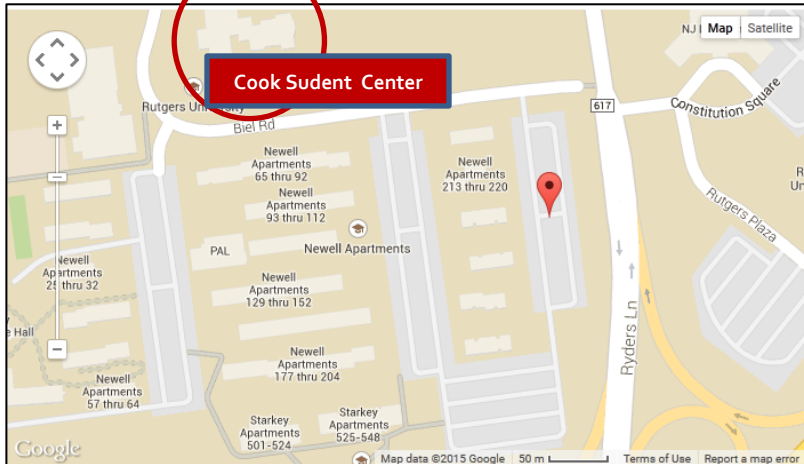 NJ
Map
Satellite
Cook Sudent Center
Rutgers University
Biel Rd
617
Constitution Square
Newell
Apartments
65 thru 92
Newell
Apartments
213 thru 220
Newell
Apartments
93 thru 112
Rutgers Plaza
PAL
Newell Apartments
Newell
Apartments
25 thru 32
Newell
Apartments
129 thru 152
Hall
Ryders Ln
Newell
Apartments
177 thru 204
Newell
Apartments
57 thru 64
Starkey
Apartments
501-524
Starkey
Apartments
525-548
Google
Map data ©2015 Google
50 m
Terms of Use
Report a map error